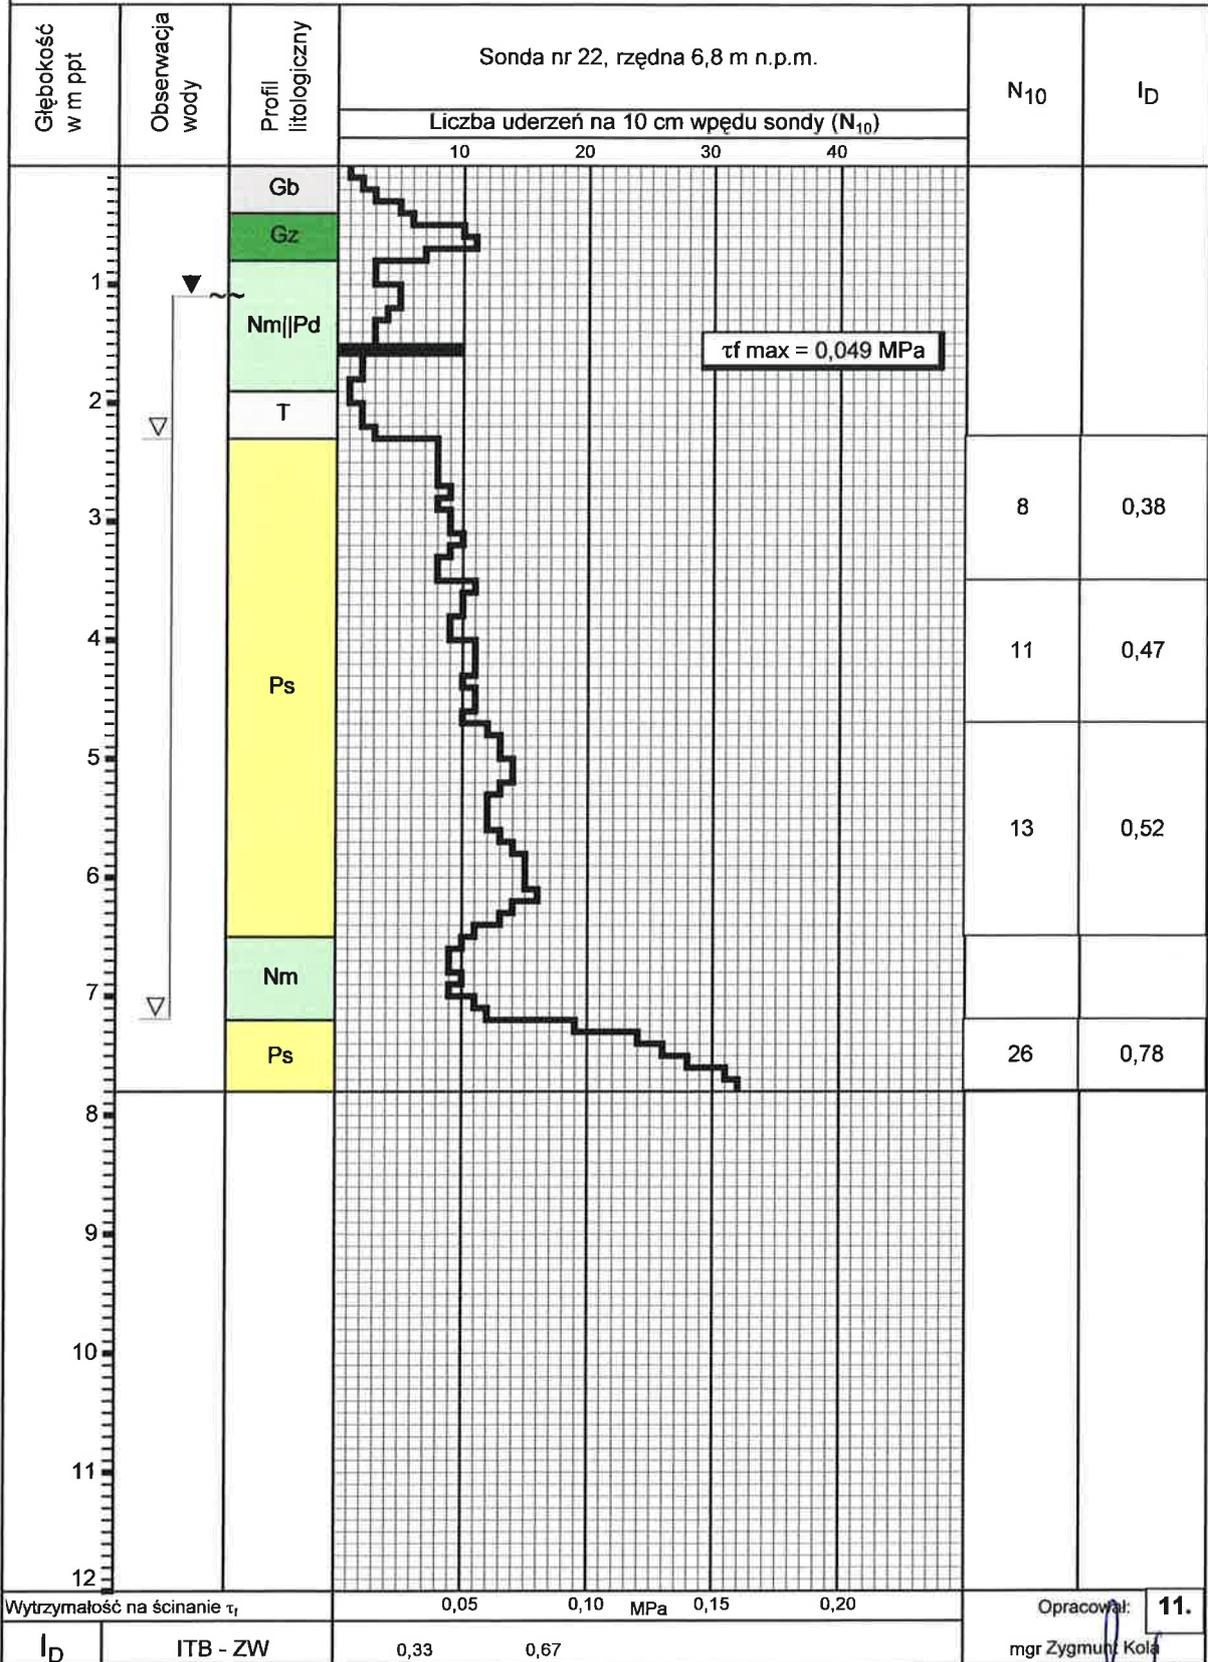 Głębokość
w m ppt
Obserwacja
wody
Profil
litologiczny
Sonda nr 22, rzędna 6,8 m n.p.m.
Liczba uderzeń na 10 cm wpędu sondy (N10)
10 20 30 40
N10
ID
Gb
Gz
1
Nm||Pd
τf max = 0,049 MPa
2
T
3
8 0,38
4
11 0,47
Ps
5
13 0,52
6
Nm
7
Ps
26 0,78
8
9
10
11
12
Wytrzymałość na ścinanie τf
0,05 0,10 MPa 0,15 0,20
Opracował: 11.
ID ITB - ZW 0,33 0,67
mgr Zygmunt Kola